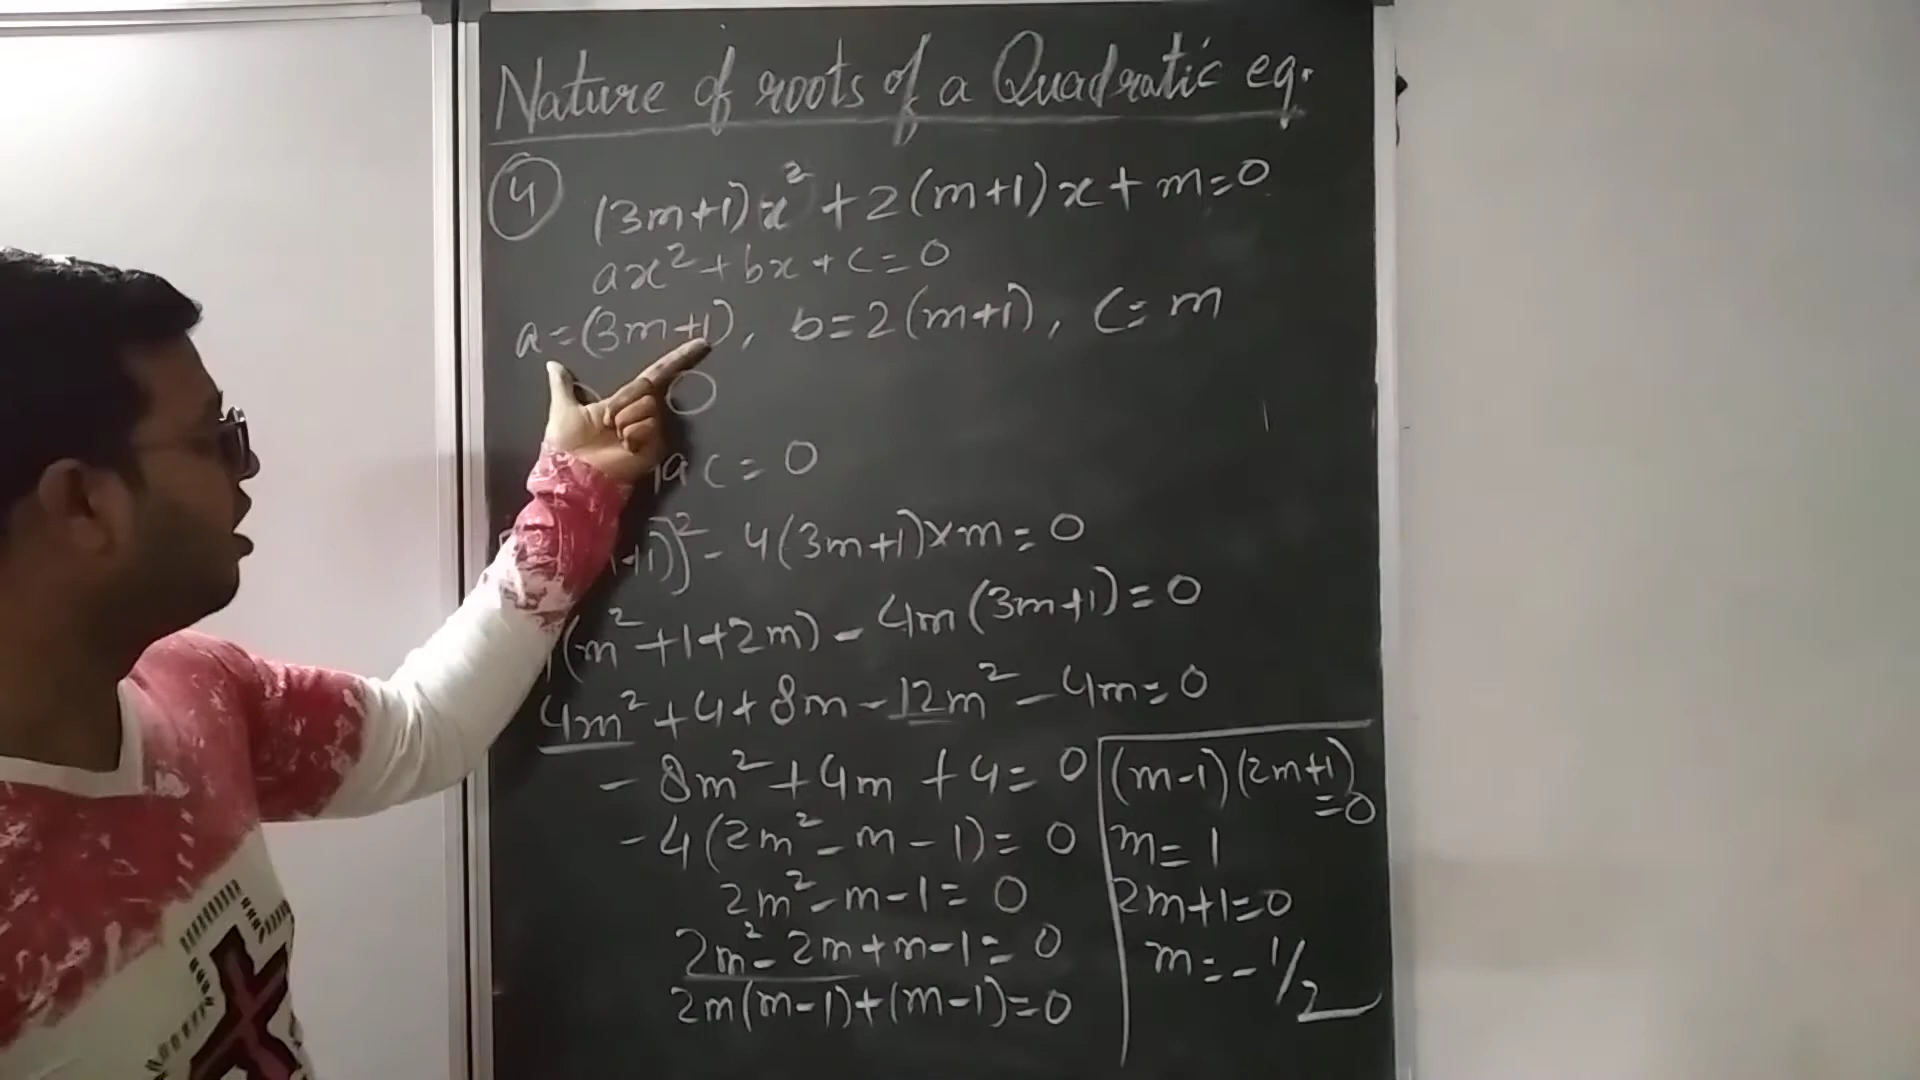 Nature of roots of a Quadratic eq.
4 (3m+1)x² + 2(m+1)x + m=0
ax² + bx + c = 0
a=(3m+1), b=2(m+1), c=m
0
ac = 0
+1)]² - 4(3m+1)×m=0
(m²+1+2m) - 4m(3m+1)=0
4m²+4+8m-12m²-4m=0
-8m²+4m+4=0
-4(2m²-m-1)=0
2m²-m-1=0
2m²-2m+m-1=0
2m(m-1)+(m-1)=0
(m-1)(2m+1)
=0
m=1
2m+1=0
m=-1/2